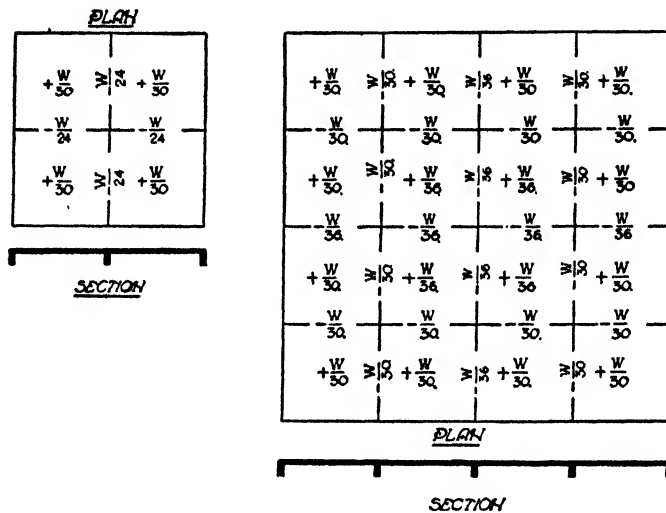 PLAN
+W/30 W/24 +W/30
-W/24 -W/24
+W/30 W/24 +W/30
SECTION
+W/30. W/30. +W/30. W/36 +W/30 W/30. +W/30.
-W/30. -W/30. -W/30 -W/30.
+W/30. W/30. +W/36. W/36 +W/36. W/30 +W/30
-W/36. -W/36. -W/36. -W/36
+W/30. W/30 +W/36. W/36 +W/36 W/30 +W/30.
-W/30. -W/30. -W/30. -W/30
+W/30 W/30. +W/30. W/36 +W/30. W/30 +W/30
PLAN
SECTION